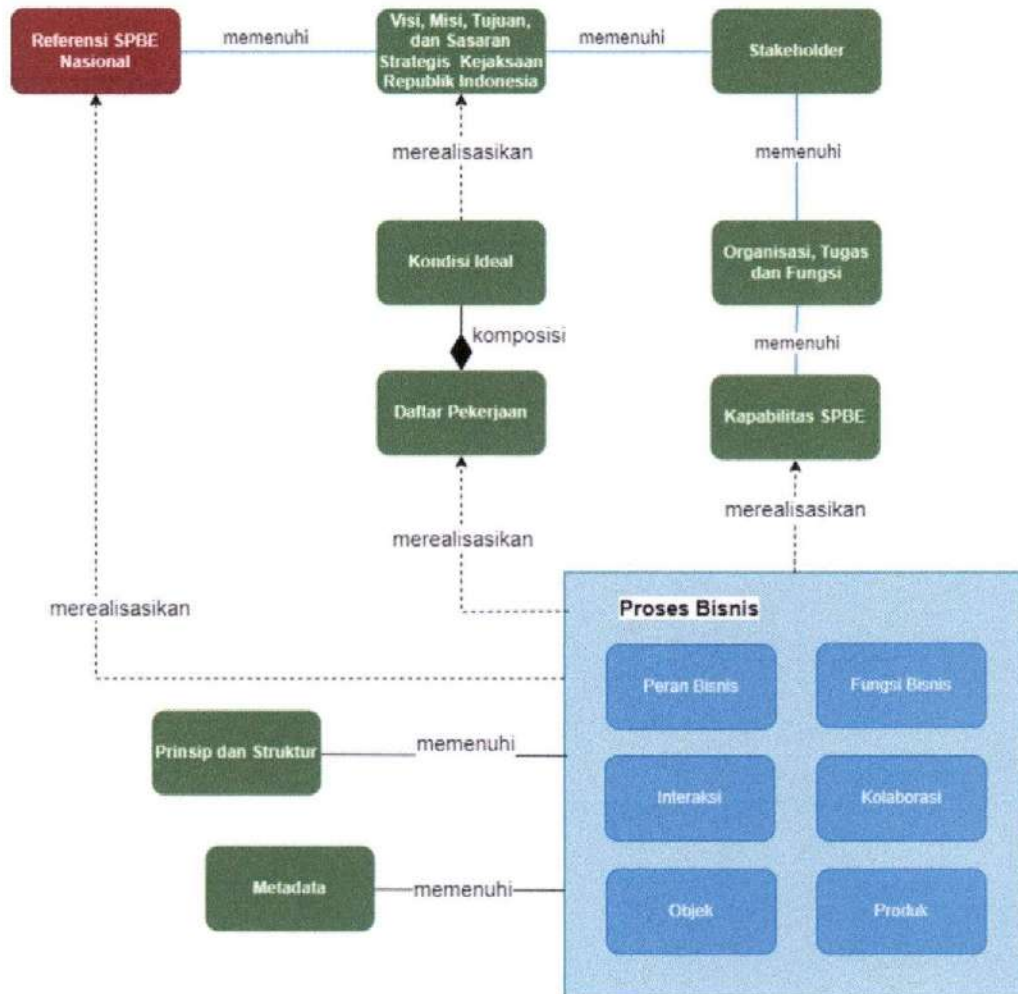 Referensi SPBE
Nasional
memenuhi
Visi, Misi, Tujuan,
dan Sasaran
Strategis Kejaksaan
Republik Indonesia
memenuhi
Stakeholder
merealisasikan
memenuhi
Kondisi Ideal
Organisasi, Tugas
dan Fungsi
komposisi
memenuhi
Daftar Pekerjaan
Kapabilitas SPBE
merealisasikan
merealisasikan
merealisasikan
Proses Bisnis
Peran Bisnis
Fungsi Bisnis
Prinsip dan Struktur
memenuhi
Interaksi
Kolaborasi
Metadata
memenuhi
Objek
Produk